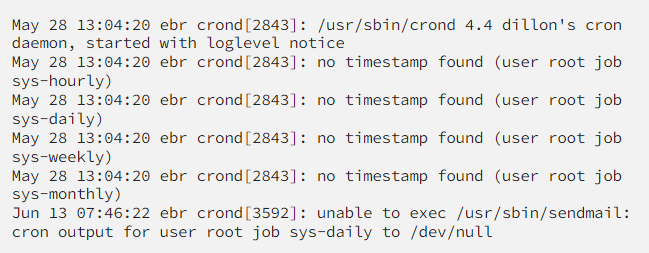 May 28 13:04:20 ebr crond[2843]: /usr/sbin/crond 4.4 dillon's cron
daemon, started with loglevel notice
May 28 13:04:20 ebr crond[2843]: no timestamp found (user root job
sys-hourly)
May 28 13:04:20 ebr crond[2843]: no timestamp found (user root job
sys-daily)
May 28 13:04:20 ebr crond[2843]: no timestamp found (user root job
sys-weekly)
May 28 13:04:20 ebr crond[2843]: no timestamp found (user root job
sys-monthly)
Jun 13 07:46:22 ebr crond[3592]: unable to exec /usr/sbin/sendmail:
cron output for user root job sys-daily to /dev/null